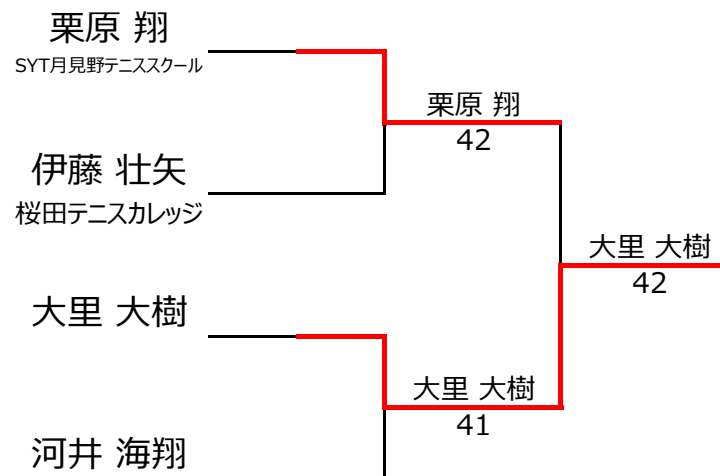 栗原 翔
SYT月見野テニススクール
栗原 翔
42
伊藤 壮矢
桜田テニスカレッジ
大里 大樹
42
大里 大樹
大里 大樹
41
河井 海翔